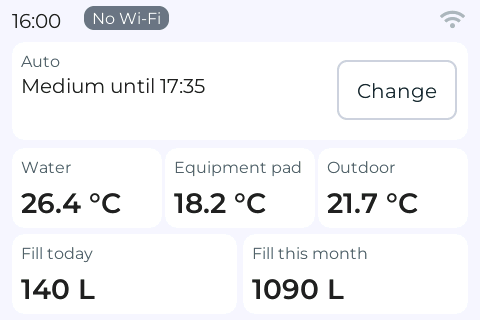 16:00 No Wi-Fi
Auto
Medium until 17:35
Change
Water Equipment pad Outdoor
26.4 °C 18.2 °C 21.7 °C
Fill today Fill this month
140 L 1090 L